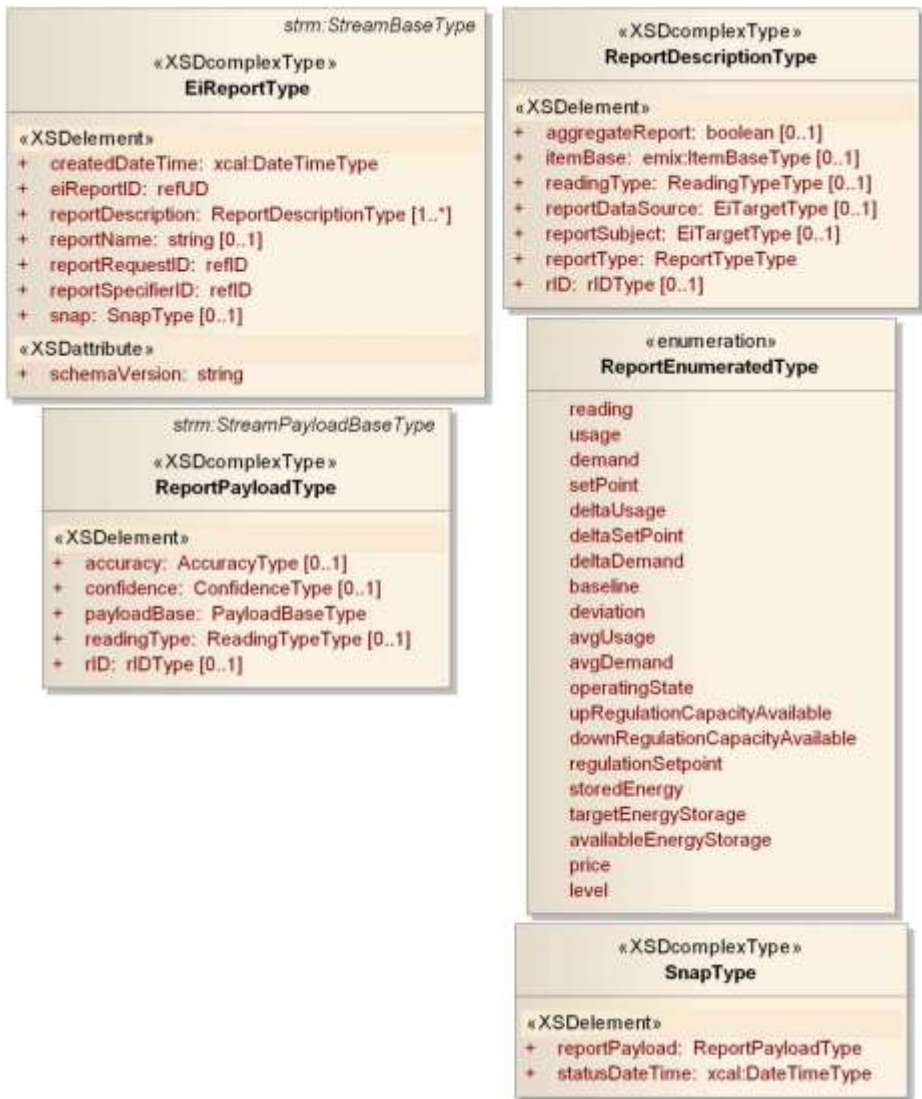 strm:StreamBaseType
«XSDcomplexType»
EiReportType
«XSDelement»
+ createdDateTime: xcal:DateTimeType
+ eiReportID: refUD
+ reportDescription: ReportDescriptionType [1..*]
+ reportName: string [0..1]
+ reportRequestID: refID
+ reportSpecifierID: refID
+ snap: SnapType [0..1]
«XSDattribute»
+ schemaVersion: string
strm:StreamPayloadBaseType
«XSDcomplexType»
ReportPayloadType
«XSDelement»
+ accuracy: AccuracyType [0..1]
+ confidence: ConfidenceType [0..1]
+ payloadBase: PayloadBaseType
+ readingType: ReadingTypeType [0..1]
+ rID: rIDType [0..1]
«XSDcomplexType»
ReportDescriptionType
«XSDelement»
+ aggregateReport: boolean [0..1]
+ itemBase: emix:ItemBaseType [0..1]
+ readingType: ReadingTypeType [0..1]
+ reportDataSource: EiTargetType [0..1]
+ reportSubject: EiTargetType [0..1]
+ reportType: ReportTypeType
+ rID: rIDType [0..1]
«enumeration»
ReportEnumeratedType
reading
usage
demand
setPoint
deltaUsage
deltaSetPoint
deltaDemand
baseline
deviation
avgUsage
avgDemand
operatingState
upRegulationCapacityAvailable
downRegulationCapacityAvailable
regulationSetpoint
storedEnergy
targetEnergyStorage
availableEnergyStorage
price
level
«XSDcomplexType»
SnapType
«XSDelement»
+ reportPayload: ReportPayloadType
+ statusDateTime: xcal:DateTimeType